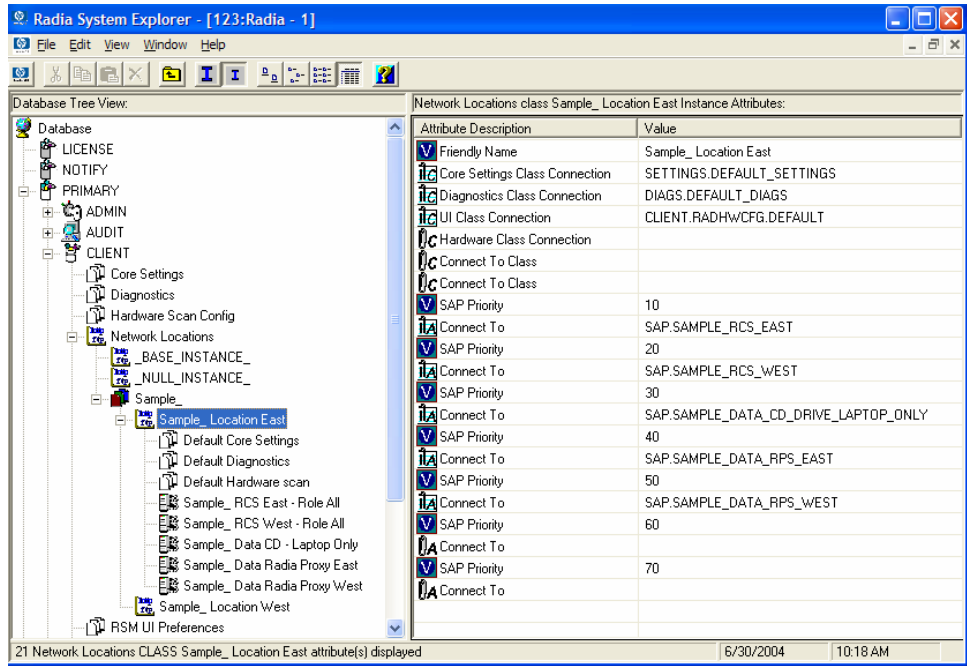 Radia System Explorer - [123:Radia - 1]
File Edit View Window Help
Database Tree View:
Database
LICENSE
NOTIFY
PRIMARY
ADMIN
AUDIT
CLIENT
Core Settings
Diagnostics
Hardware Scan Config
Network Locations
_BASE_INSTANCE_
_NULL_INSTANCE_
Sample_
Sample_ Location East
Default Core Settings
Default Diagnostics
Default Hardware scan
Sample_ RCS East - Role All
Sample_ RCS West - Role All
Sample_ Data CD - Laptop Only
Sample_ Data Radia Proxy East
Sample_ Data Radia Proxy West
Sample_ Location West
RSM UI Preferences
Network Locations class Sample_ Location East Instance Attributes:
Attribute Description Value
Friendly Name Sample_ Location East
Core Settings Class Connection SETTINGS.DEFAULT_SETTINGS
Diagnostics Class Connection DIAGS.DEFAULT_DIAGS
UI Class Connection CLIENT.RADHWCFG.DEFAULT
Hardware Class Connection
Connect To Class
Connect To Class
SAP Priority 10
Connect To SAP.SAMPLE_RCS_EAST
SAP Priority 20
Connect To SAP.SAMPLE_RCS_WEST
SAP Priority 30
Connect To SAP.SAMPLE_DATA_CD_DRIVE_LAPTOP_ONLY
SAP Priority 40
Connect To SAP.SAMPLE_DATA_RPS_EAST
SAP Priority 50
Connect To SAP.SAMPLE_DATA_RPS_WEST
SAP Priority 60
Connect To
SAP Priority 70
Connect To
21 Network Locations CLASS Sample_ Location East attribute(s) displayed 6/30/2004 10:18 AM